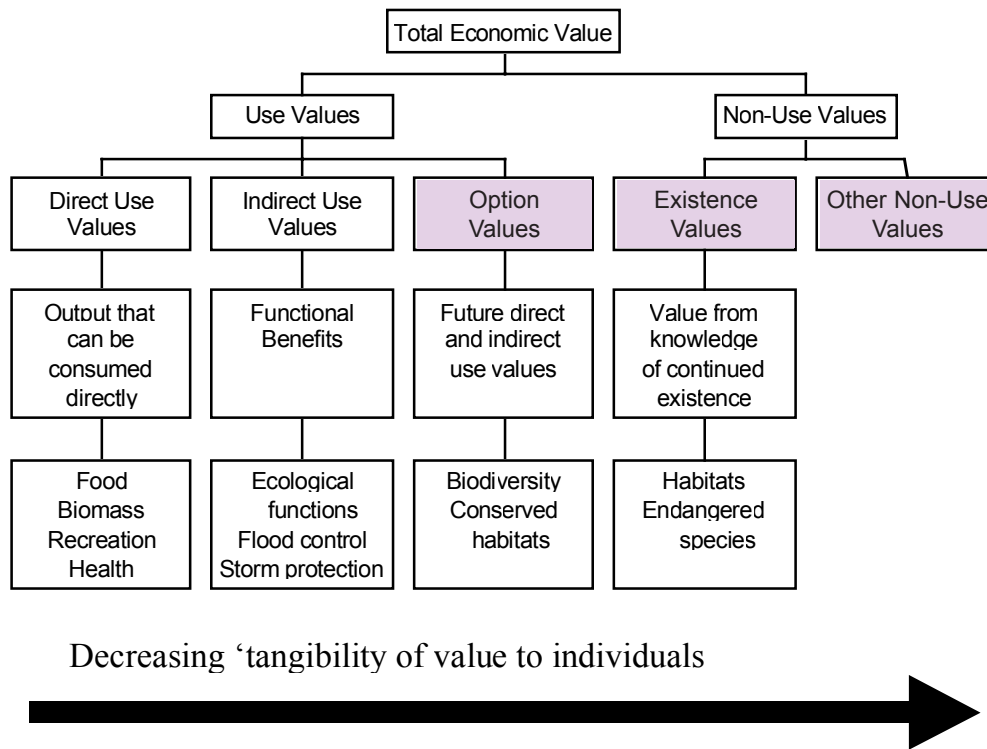 Total Economic Value
Use Values
Non-Use Values
Direct Use
Values
Indirect Use
Values
Option
Values
Existence
Values
Other Non-Use
Values
Output that
can be
consumed
directly
Functional
Benefits
Future direct
and indirect
use values
Value from
knowledge
of continued
existence
Food
Biomass
Recreation
Health
Ecological
functions
Flood control
Storm protection
Biodiversity
Conserved
habitats
Habitats
Endangered
species
Decreasing ‘tangibility of value to individuals